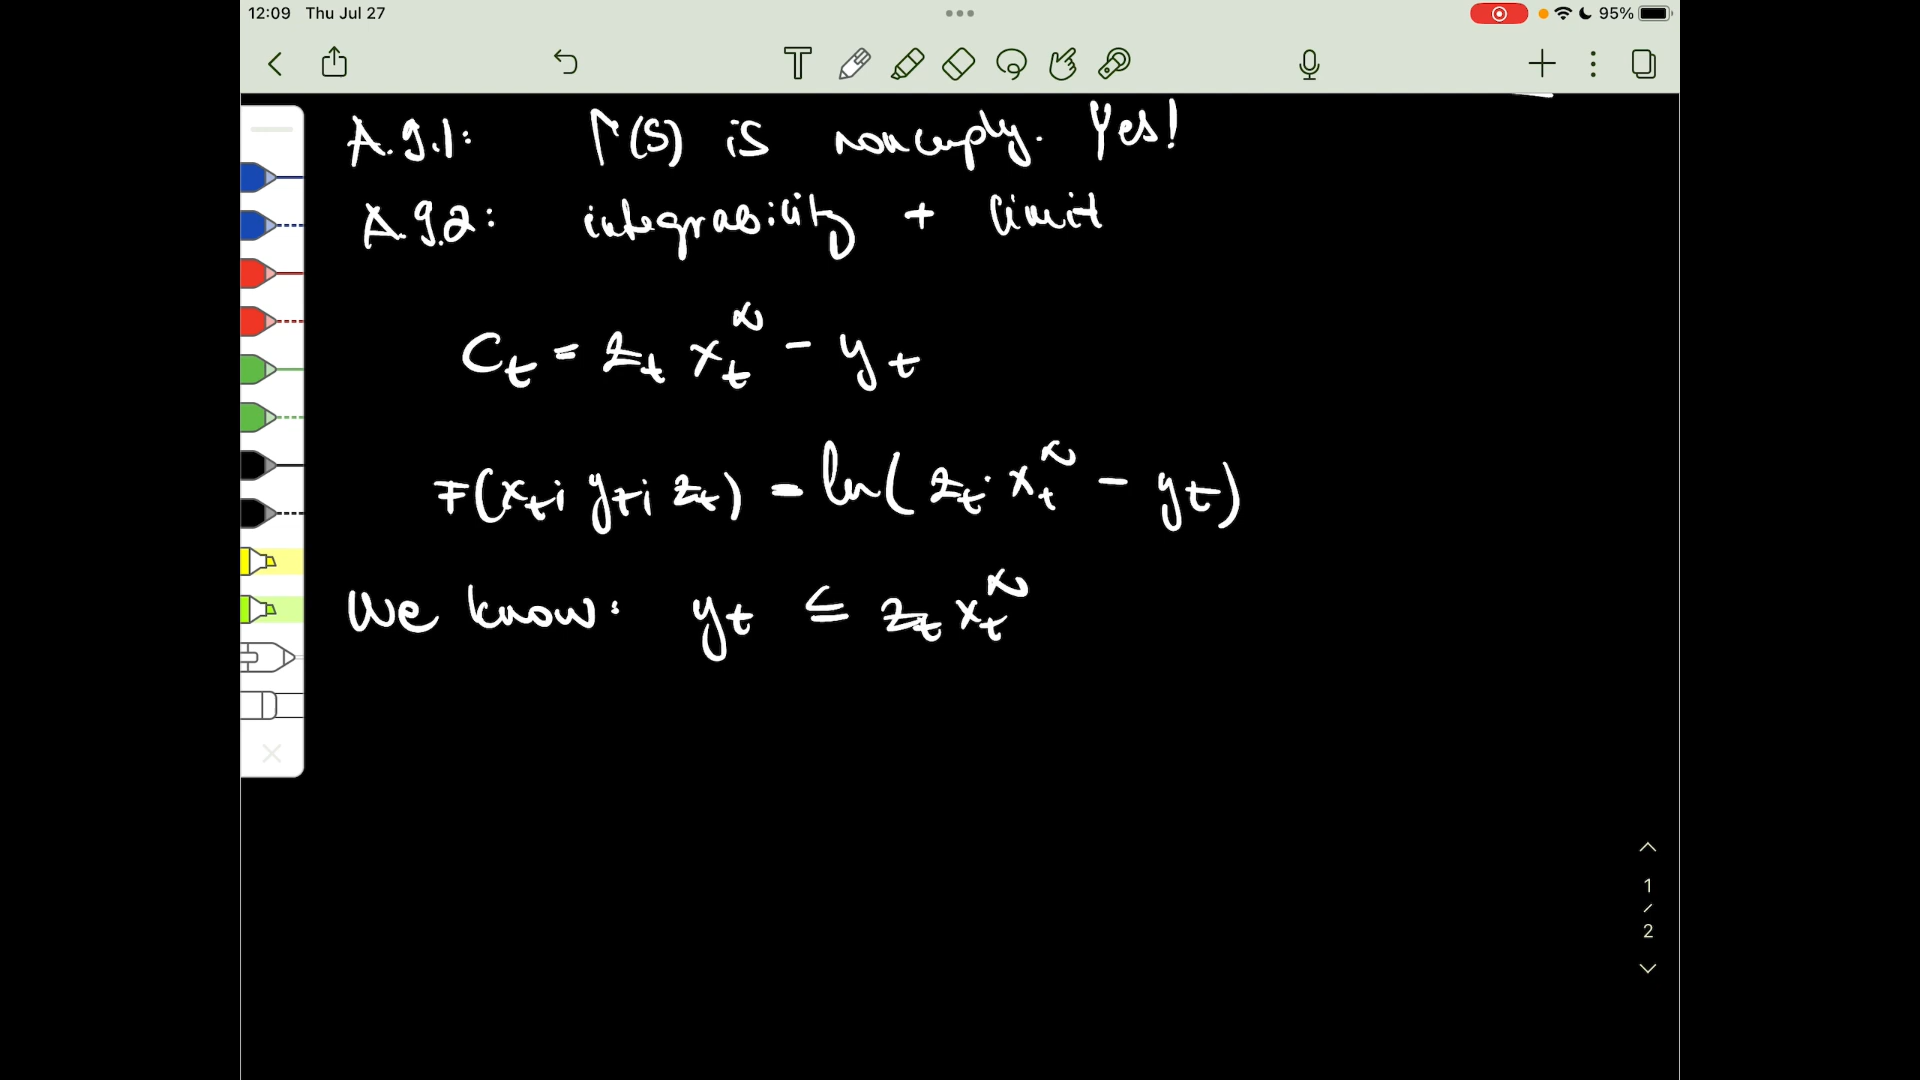 12:09 Thu Jul 27 95%
T
A.9.1: Γ(S) is nonempty. Yes!
A.9.2: integrability + limit
C_t = z_t x_t^α - y_t
F(x_t; y_t; z_t) = ln(z_t · x_t^α - y_t)
We know: y_t ≤ z_t x_t^α
1
/
2